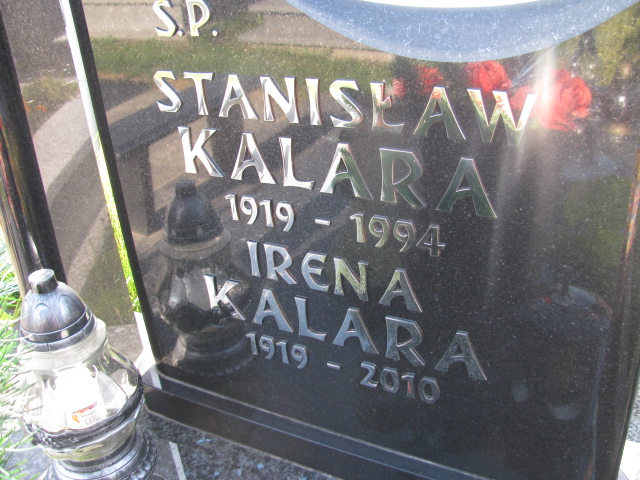 S.P.
STANISŁAW
KALARA
1919 - 1994
IRENA
KALARA
1919 - 2010